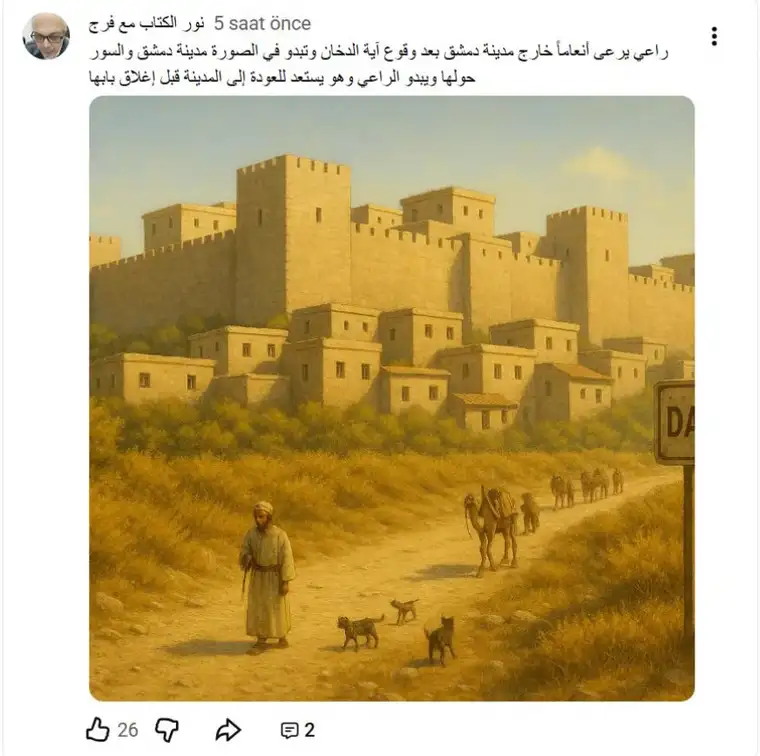 نور الكتاب مع فرج 5 saat önce
راعي يرعى أنعاماً خارج مدينة دمشق بعد وقوع آية الدخان وتبدو في الصورة مدينة دمشق والسور
حولها ويبدو الراعي وهو يستعد للعودة إلى المدينة قبل إغلاق بابها
DA
26 2